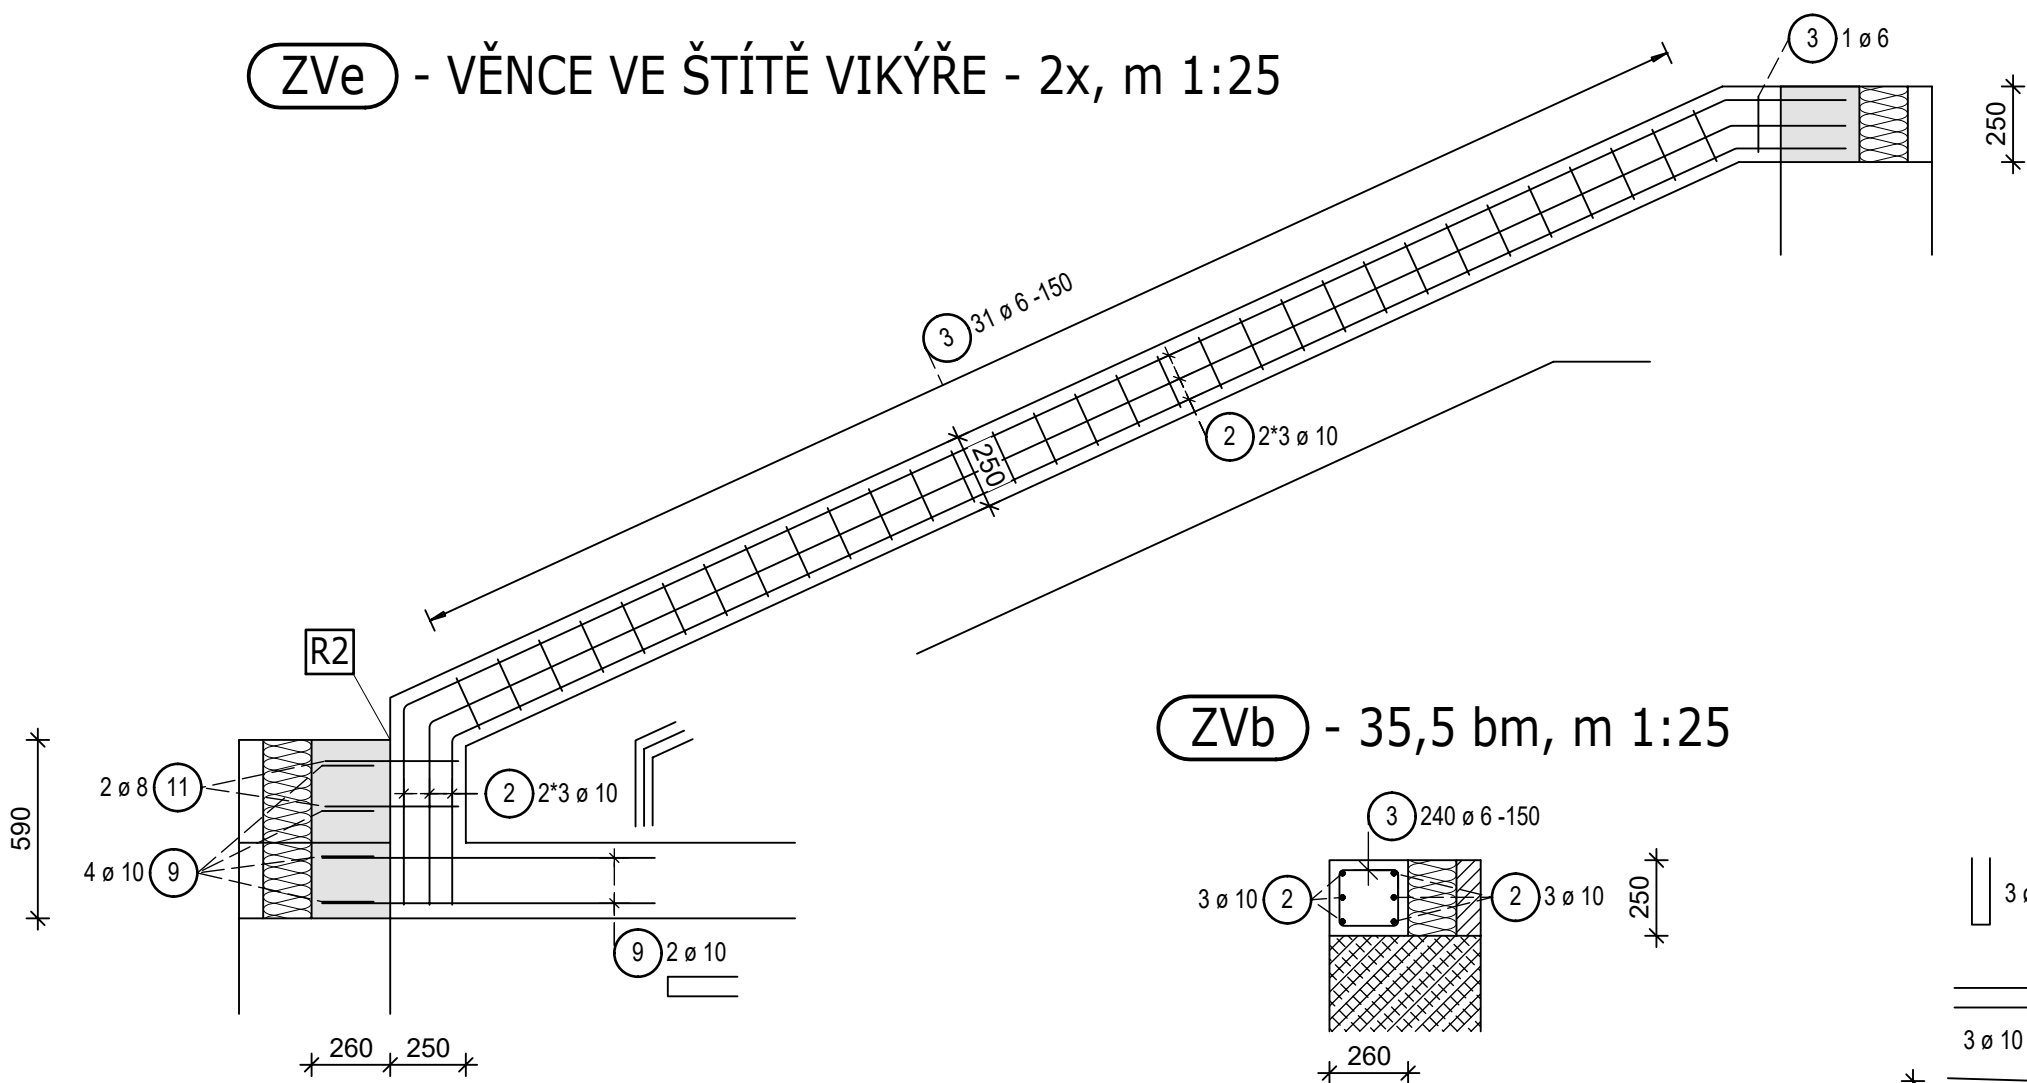 ZVe - VĚNCE VE ŠTÍTĚ VIKÝŘE - 2x, m 1:25
3 1 ø 6
250
3 31 ø 6 -150
2 2*3 ø 10
250
R2
ZVb - 35,5 bm, m 1:25
2 ø 8 11
2 2*3 ø 10
590
4 ø 10 9
9 2 ø 10
260 250
3 240 ø 6 -150
3 ø 10 2
2 3 ø 10
250
260
3 ø
3 ø 10